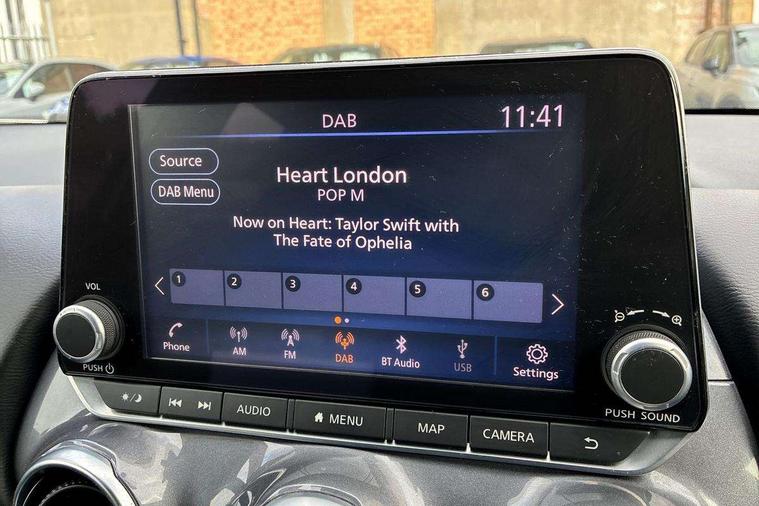 DAB
11:41
Source
DAB Menu
Heart London
POP M
Now on Heart: Taylor Swift with
The Fate of Ophelia
1 2 3 4 5 6
Phone
AM
FM
DAB
BT Audio
USB
Settings
VOL
PUSH
AUDIO
MENU
MAP
CAMERA
PUSH SOUND